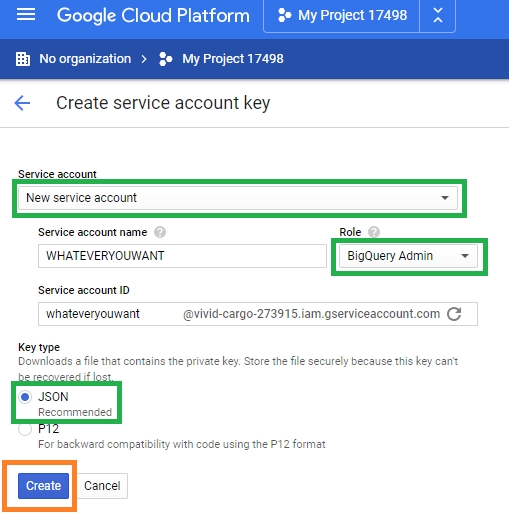 Google Cloud Platform
My Project 17498
No organization
My Project 17498
Create service account key
Service account
New service account
Service account name
Role
WHATEVERYOUWANT
BigQuery Admin
Service account ID
whateveryouwant @vivid-cargo-273915.iam.gserviceaccount.com
Key type
Downloads a file that contains the private key. Store the file securely because this key can't
be recovered if lost.
JSON
Recommended
P12
For backward compatibility with code using the P12 format
Create
Cancel